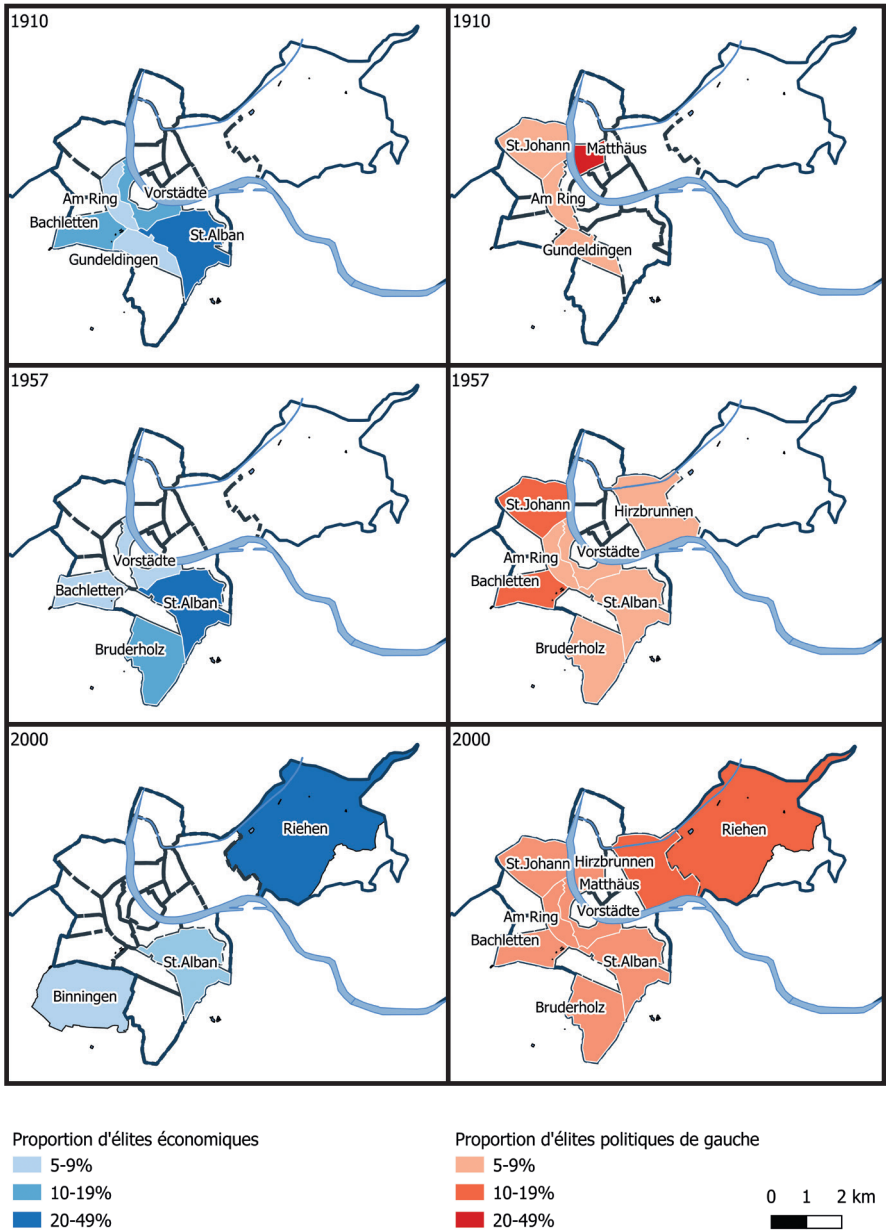 1910
Am Ring
Vorstädte
Bachletten
St.Alban
Gundeldingen
1910
St.Johann
Matthäus
Am Ring
Gundeldingen
1957
Vorstädte
Bachletten
St.Alban
Bruderholz
1957
St.Johann
Hirzbrunnen
Am Ring
Vorstädte
Bachletten
St.Alban
Bruderholz
2000
Riehen
St.Alban
Binningen
2000
Riehen
St.Johann
Hirzbrunnen
Matthäus
Am Ring
Vorstädte
Bachletten
St.Alban
Bruderholz
Proportion d'élites économiques
5-9%
10-19%
20-49%
Proportion d'élites politiques de gauche
5-9%
10-19%
20-49%
0 1 2 km